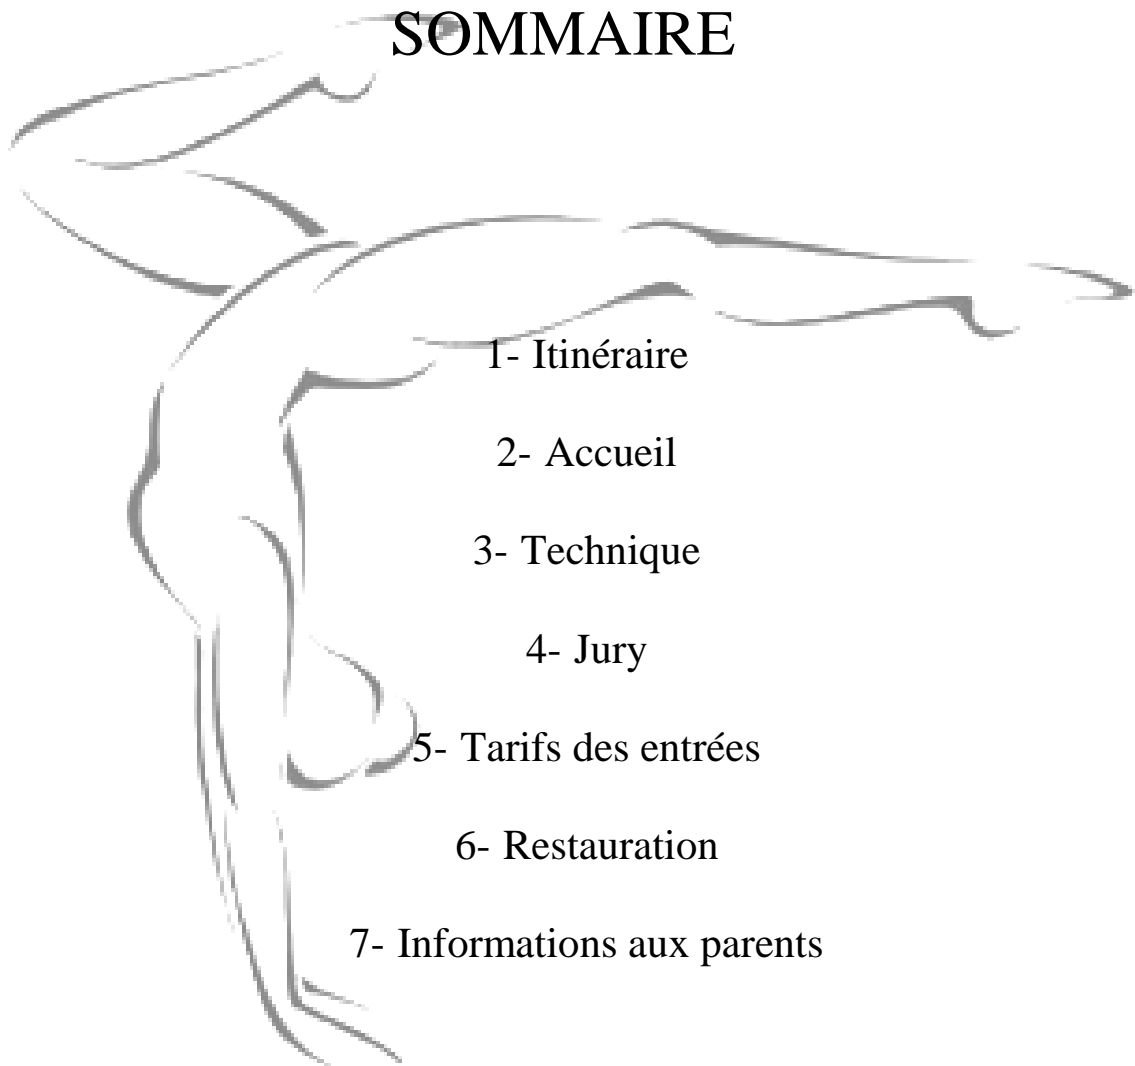 SOMMAIRE
1- Itinéraire
2- Accueil
3- Technique
4- Jury
5- Tarifs des entrées
6- Restauration
7- Informations aux parents